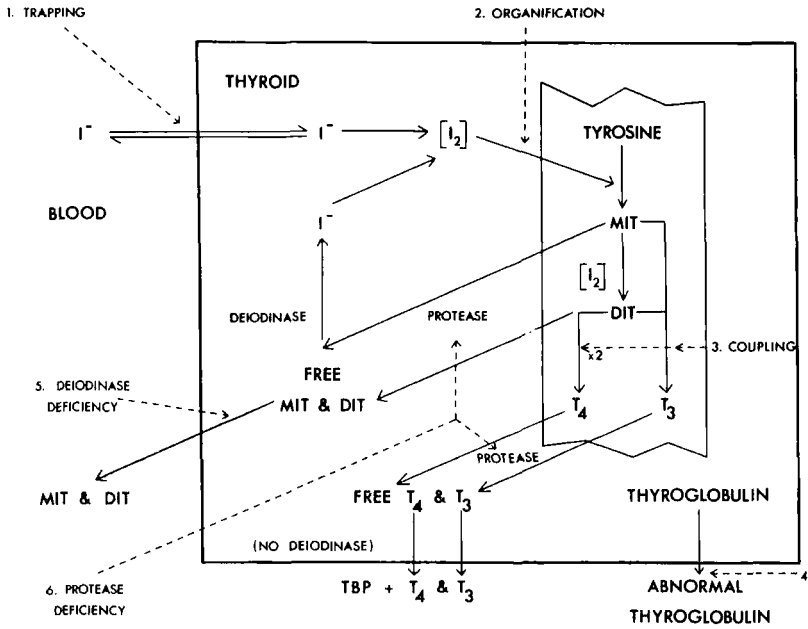 1. TRAPPING
2. ORGANIFICATION
THYROID
I⁻
I⁻
[I₂]
TYROSINE
BLOOD
I⁻
MIT
[I₂]
DEIODINASE
PROTEASE
DIT
x2
3. COUPLING
FREE
MIT & DIT
5. DEIODINASE
DEFICIENCY
T₄
T₃
PROTEASE
MIT & DIT
FREE T₄ & T₃
THYROGLOBULIN
(NO DEIODINASE)
4
6. PROTEASE
DEFICIENCY
TBP + T₄ & T₃
ABNORMAL
THYROGLOBULIN